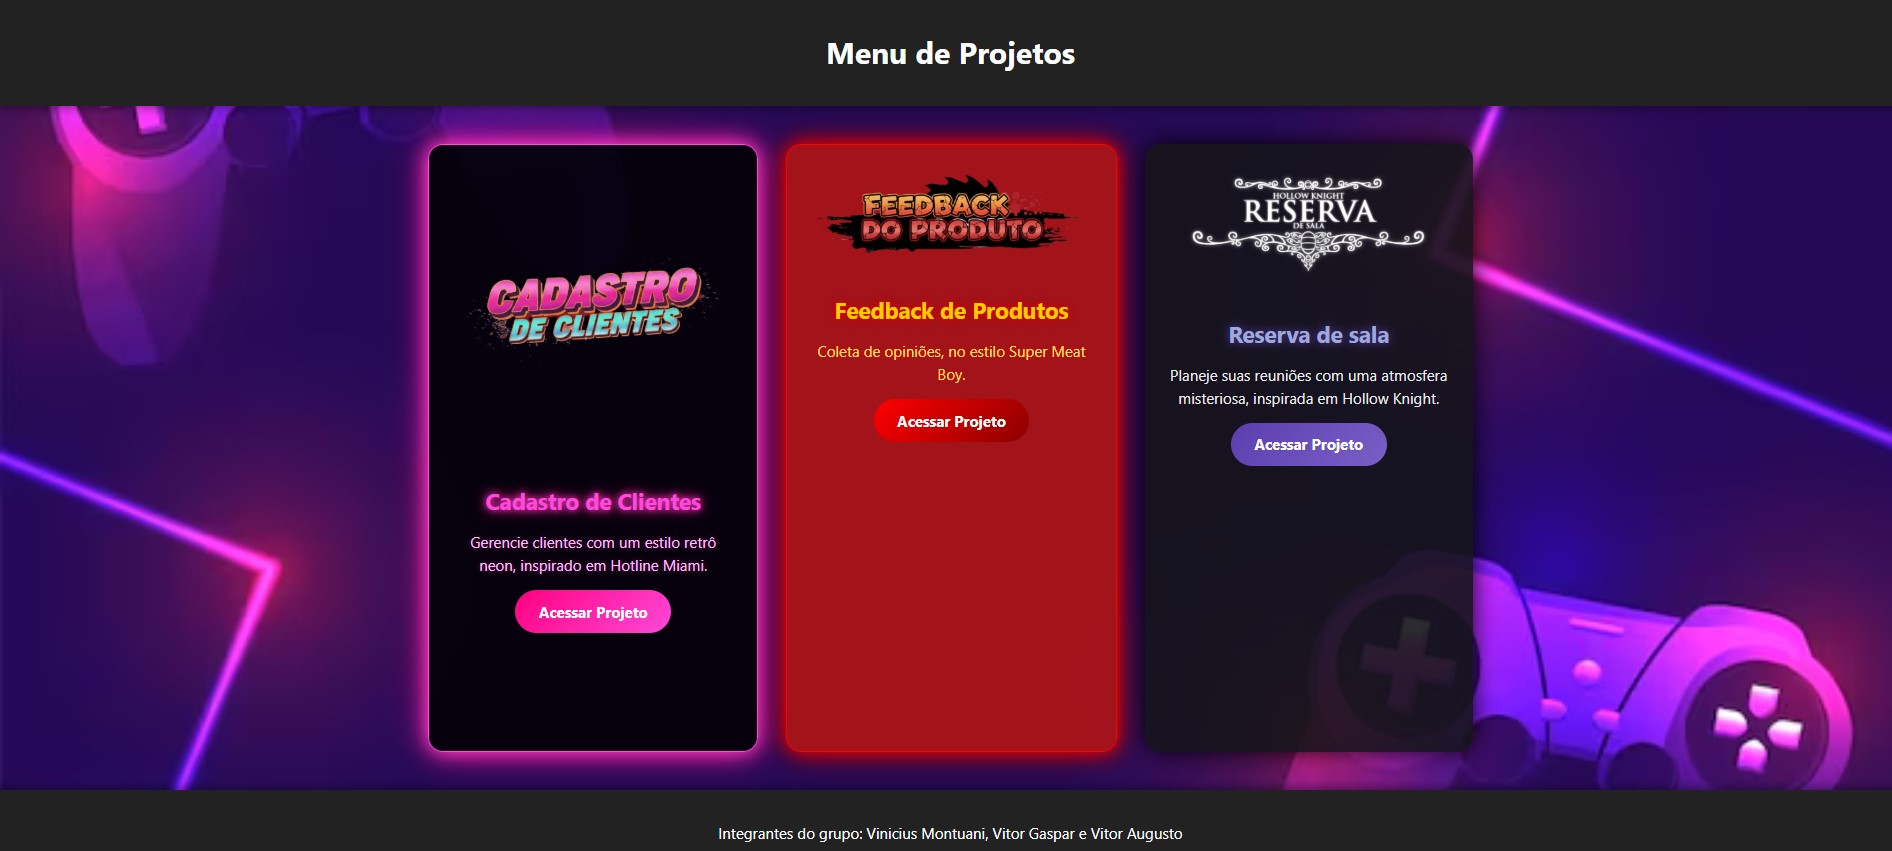 Menu de Projetos
CADASTRO
DE CLIENTES
Cadastro de Clientes
Gerencie clientes com um estilo retrô
neon, inspirado em Hotline Miami.
Acessar Projeto
FEEDBACK
DO PRODUTO
Feedback de Produtos
Coleta de opiniões, no estilo Super Meat
Boy.
Acessar Projeto
HOLLOW KNIGHT
RESERVA
DE SALA
Reserva de sala
Planeje suas reuniões com uma atmosfera
misteriosa, inspirada em Hollow Knight.
Acessar Projeto
Integrantes do grupo: Vinicius Montuani, Vitor Gaspar e Vitor Augusto